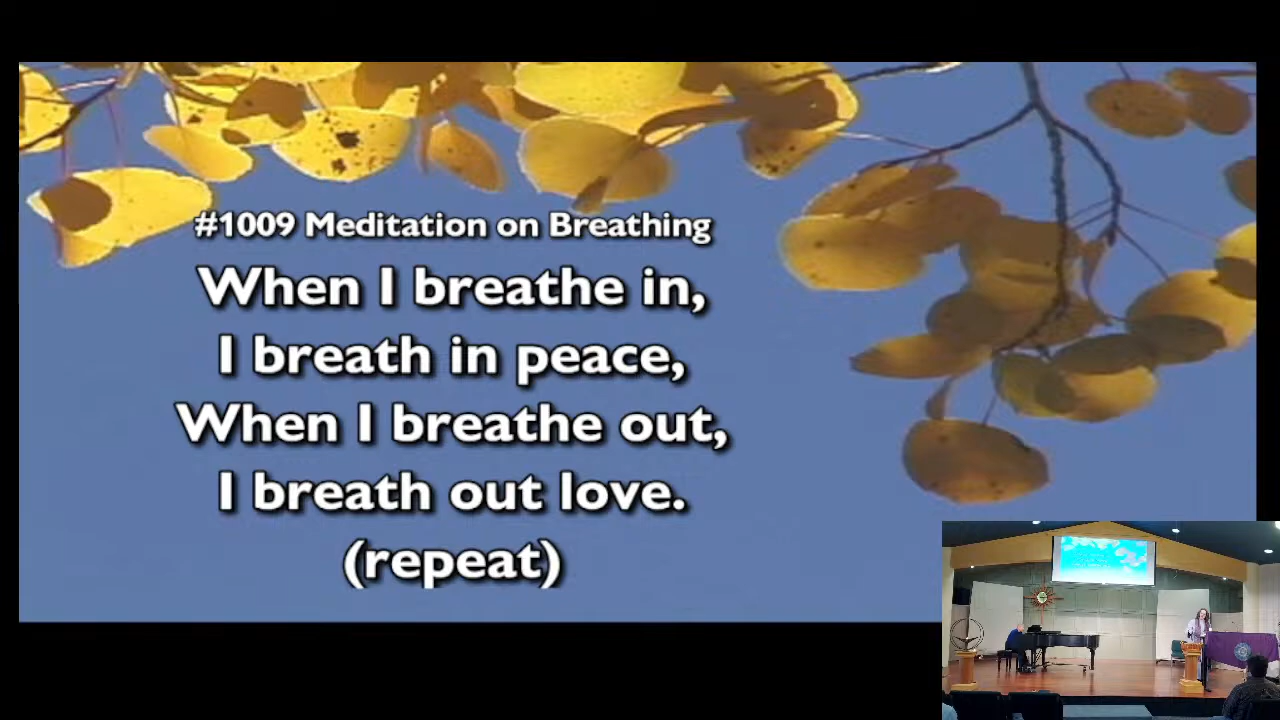 #1009 Meditation on Breathing
When I breathe in,
I breath in peace,
When I breathe out,
I breath out love.
(repeat)